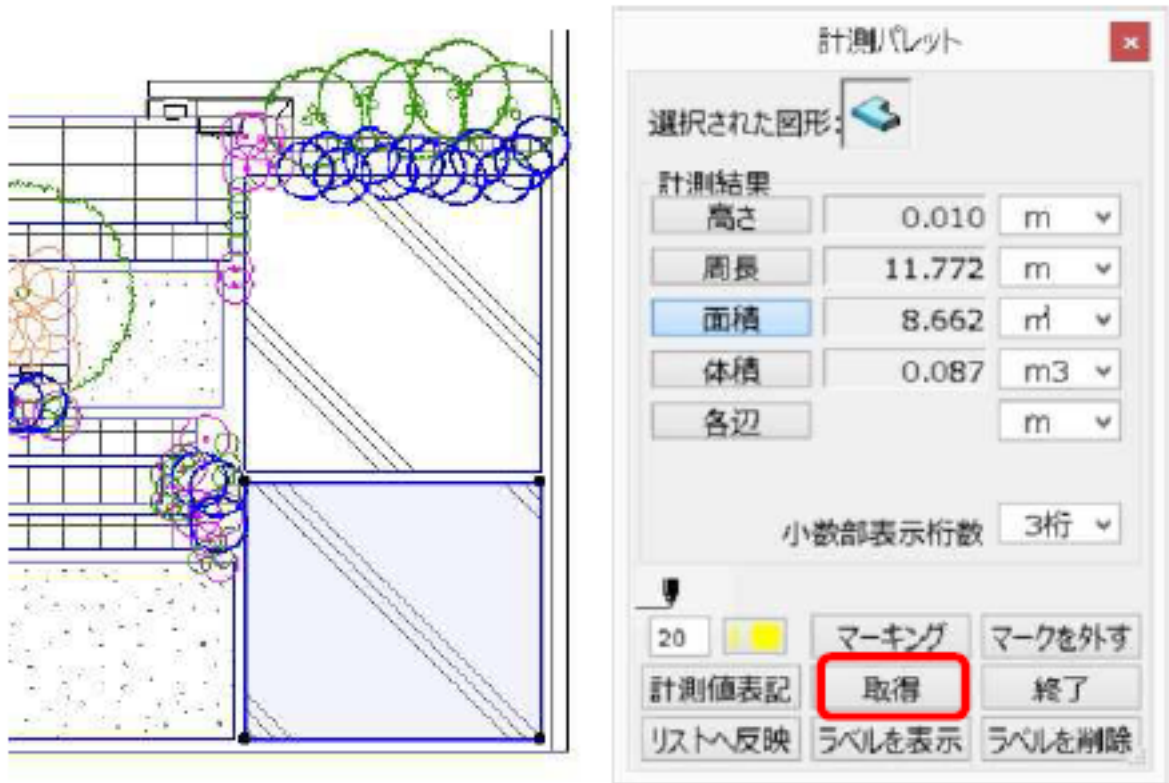 計測パレット
選択された図形:
計測結果
高さ 0.010 m
周長 11.772 m
面積 8.662 ㎡
体積 0.087 m3
各辺 m
小数部表示桁数 3桁
20 マーキング マークを外す
計測値表記 取得 終了
リストへ反映 ラベルを表示 ラベルを削除